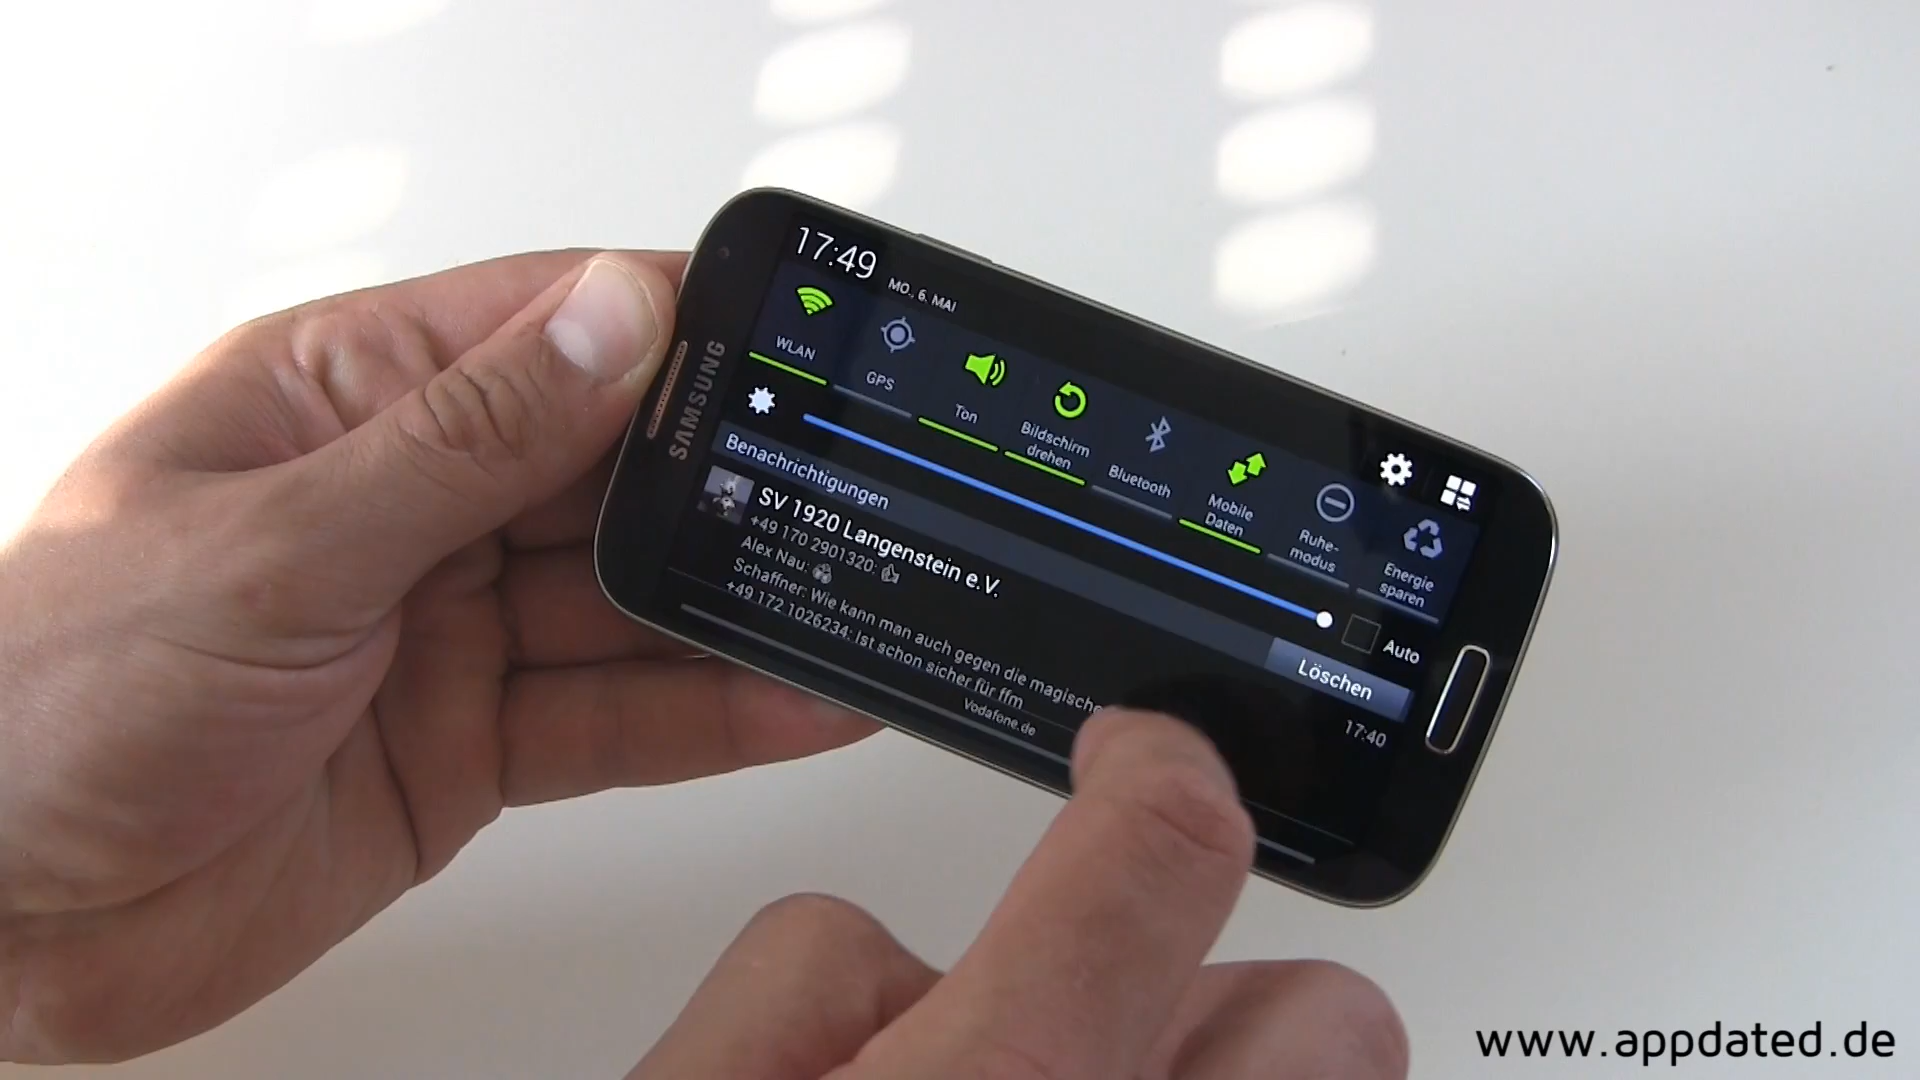 17:49
MO., 6. MAI
WLAN
GPS
Ton
Bildschirm
drehen
Bluetooth
Mobile
Daten
Ruhe-
modus
Energie
sparen
Auto
Benachrichtigungen
Löschen
SV 1920 Langenstein e.V.
17:40
+49 170 2901320:
Alex Nau:
Schaffner: Wie kann man auch gegen die magische
+49 172 1026234: Ist schon sicher für ffm
Vodafone.de
SAMSUNG
www.appdated.de